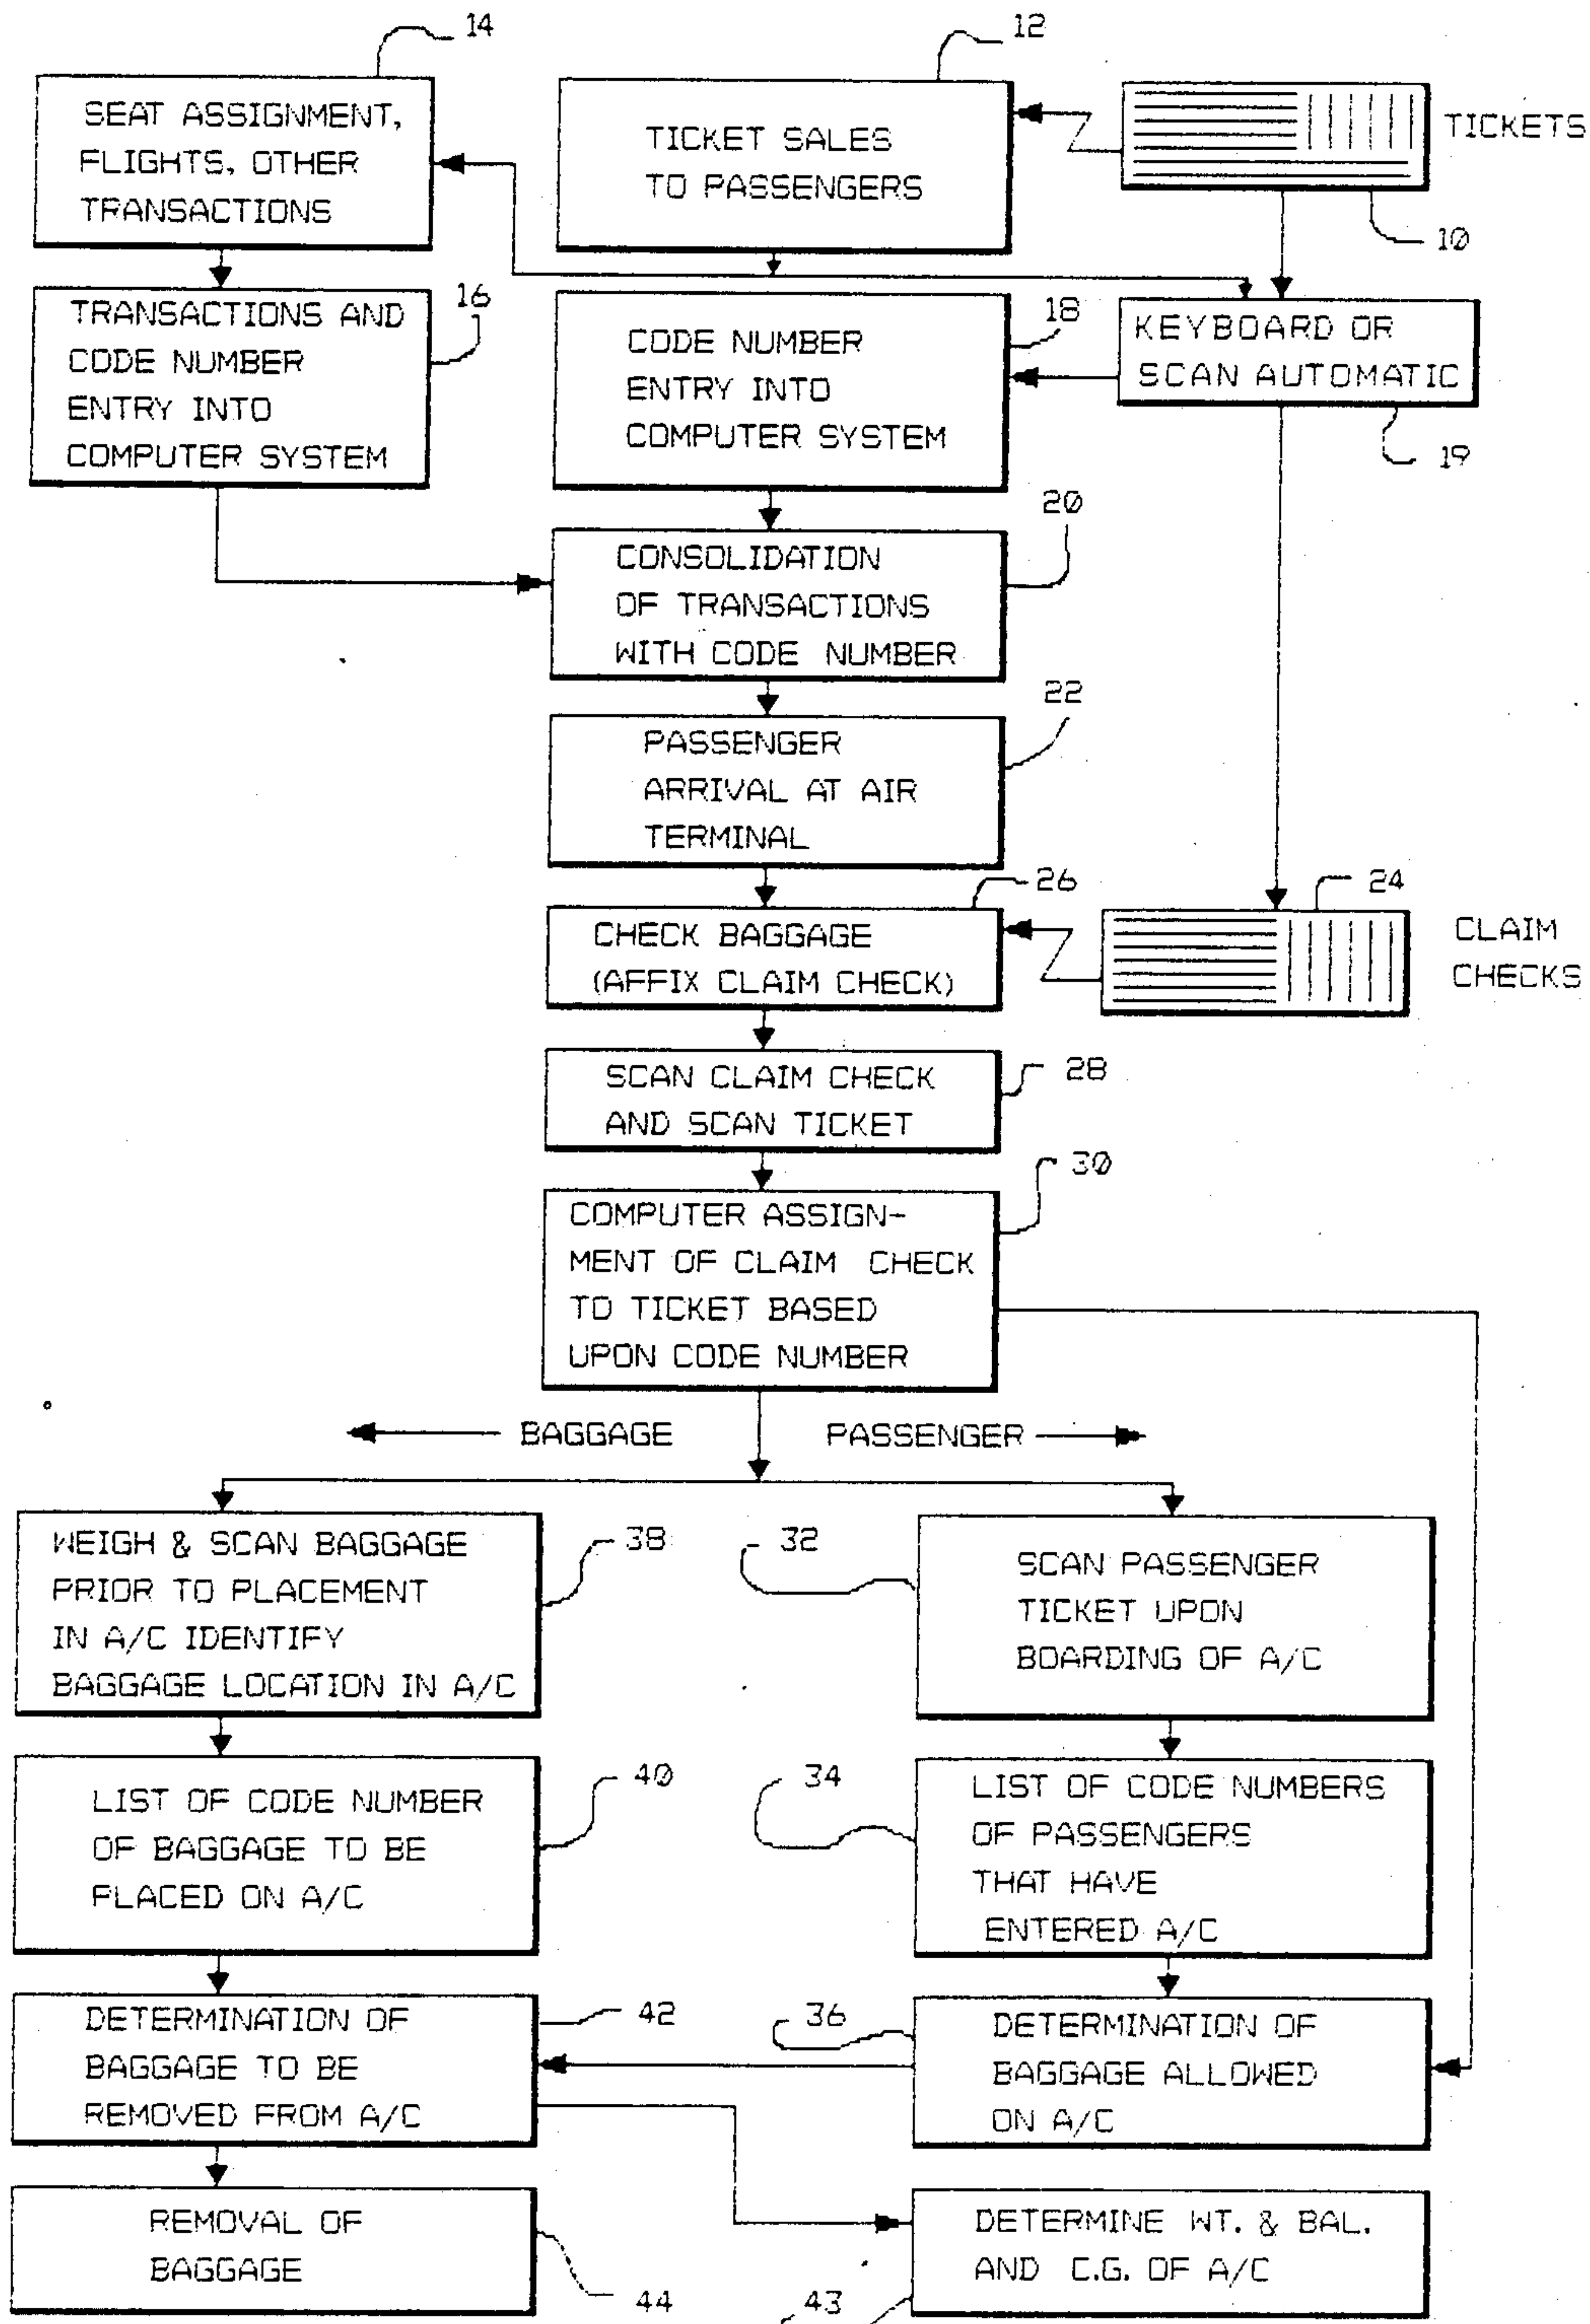 14
12
SEAT ASSIGNMENT,
FLIGHTS, OTHER
TRANSACTIONS
TICKET SALES
TO PASSENGERS
TICKETS
10
TRANSACTIONS AND
CODE NUMBER
ENTRY INTO
COMPUTER SYSTEM
16
CODE NUMBER
ENTRY INTO
COMPUTER SYSTEM
18
KEYBOARD OR
SCAN AUTOMATIC
19
CONSOLIDATION
OF TRANSACTIONS
WITH CODE NUMBER
20
PASSENGER
ARRIVAL AT AIR
TERMINAL
22
CHECK BAGGAGE
(AFFIX CLAIM CHECK)
26
24
CLAIM
CHECKS
SCAN CLAIM CHECK
AND SCAN TICKET
28
COMPUTER ASSIGN-
MENT OF CLAIM CHECK
TO TICKET BASED
UPON CODE NUMBER
30
BAGGAGE
PASSENGER
WEIGH & SCAN BAGGAGE
PRIOR TO PLACEMENT
IN A/C IDENTIFY
BAGGAGE LOCATION IN A/C
38
32
SCAN PASSENGER
TICKET UPON
BOARDING OF A/C
LIST OF CODE NUMBER
OF BAGGAGE TO BE
PLACED ON A/C
40
34
LIST OF CODE NUMBERS
OF PASSENGERS
THAT HAVE
ENTERED A/C
DETERMINATION OF
BAGGAGE TO BE
REMOVED FROM A/C
42
36
DETERMINATION OF
BAGGAGE ALLOWED
ON A/C
REMOVAL OF
BAGGAGE
44
43
DETERMINE WT. & BAL.
AND C.G. OF A/C